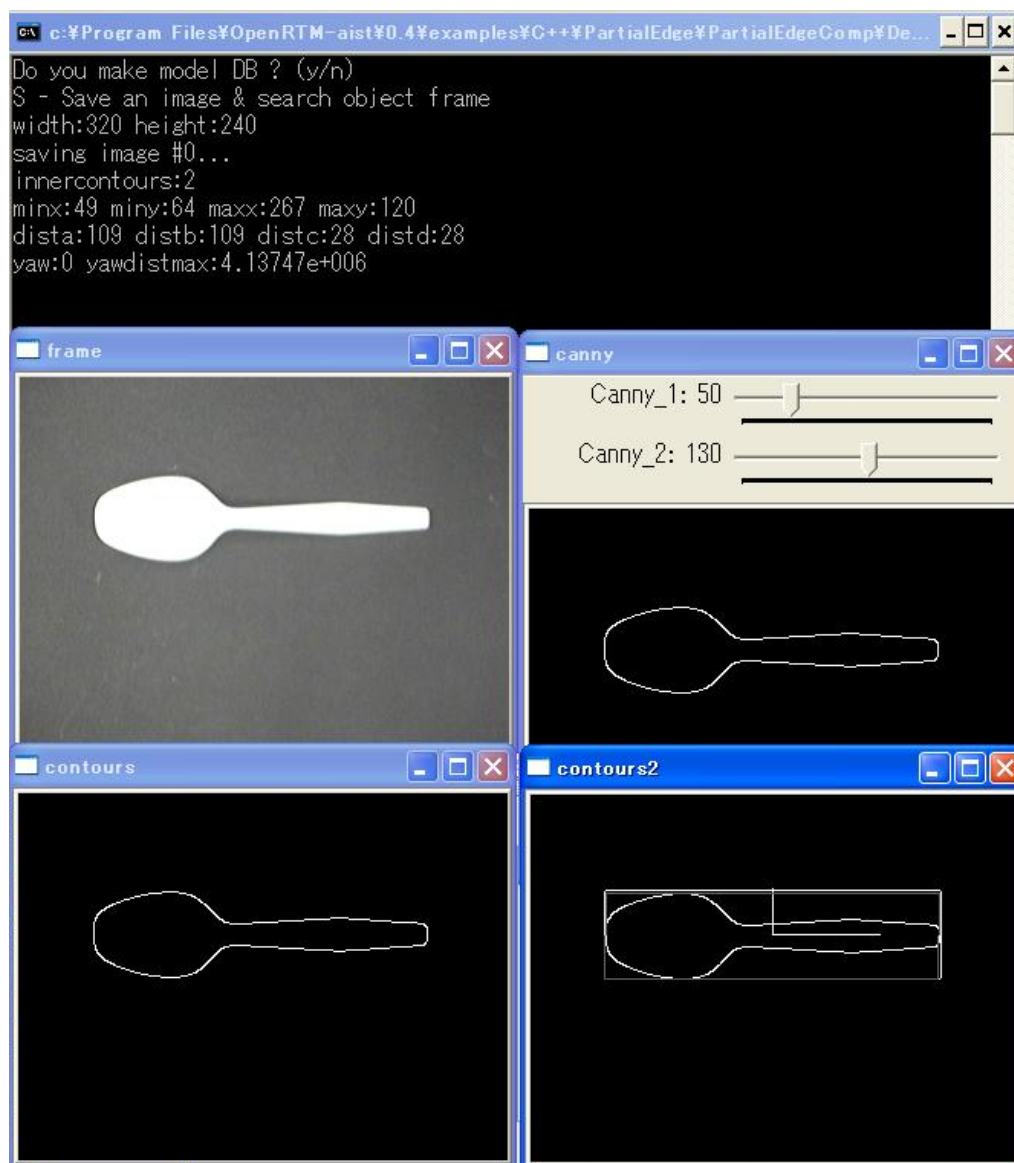 c:¥Program Files¥OpenRTM-aist¥0.4¥examples¥C++¥PartialEdge¥PartialEdgeComp¥De...
Do you make model DB ? (y/n)
S - Save an image & search object frame
width:320 height:240
saving image #0...
innercontours:2
minx:49 miny:64 maxx:267 maxy:120
dista:109 distb:109 distc:28 distd:28
yaw:0 yawdistmax:4.13747e+006
frame
canny
Canny_1: 50
Canny_2: 130
contours
contours2